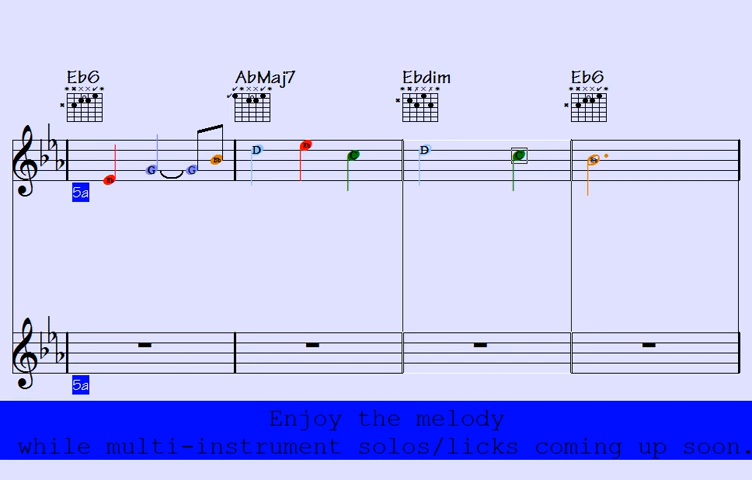 Eb6 AbMaj7 Ebdim Eb6
G G D D
5a
5a
Enjoy the melody
while multi-instrument solos/licks coming up soon.